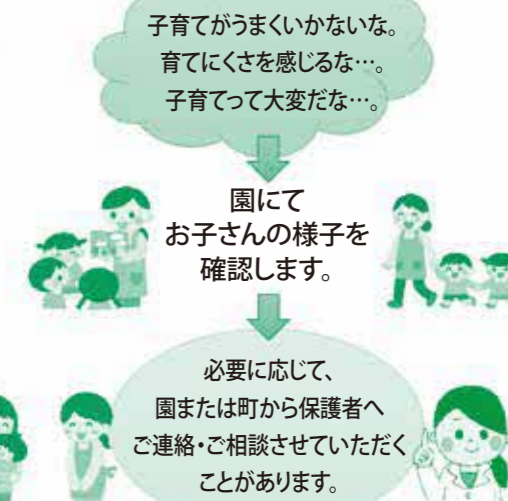 子育てがうまくいかないな。
育てにくさを感じるな…。
子育てって大変だな…。
園にて
お子さんの様子を
確認します。
必要に応じて、
園または町から保護者へ
ご連絡・ご相談させていただく
ことがあります。